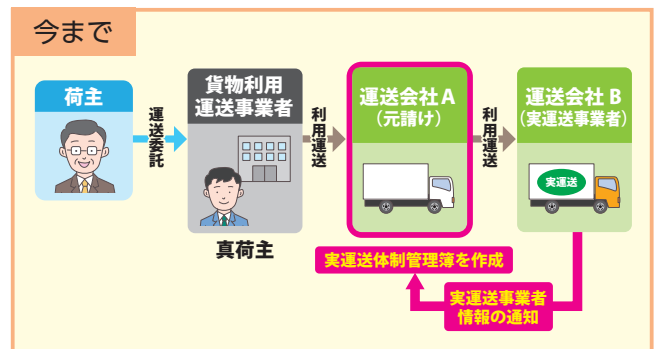 今まで
荷主
運送委託
貨物利用
運送事業者
真荷主
利用運送
運送会社A
（元請け）
利用運送
運送会社 B
（実運送事業者）
実運送
実運送体制管理簿を作成
実運送事業者
情報の通知